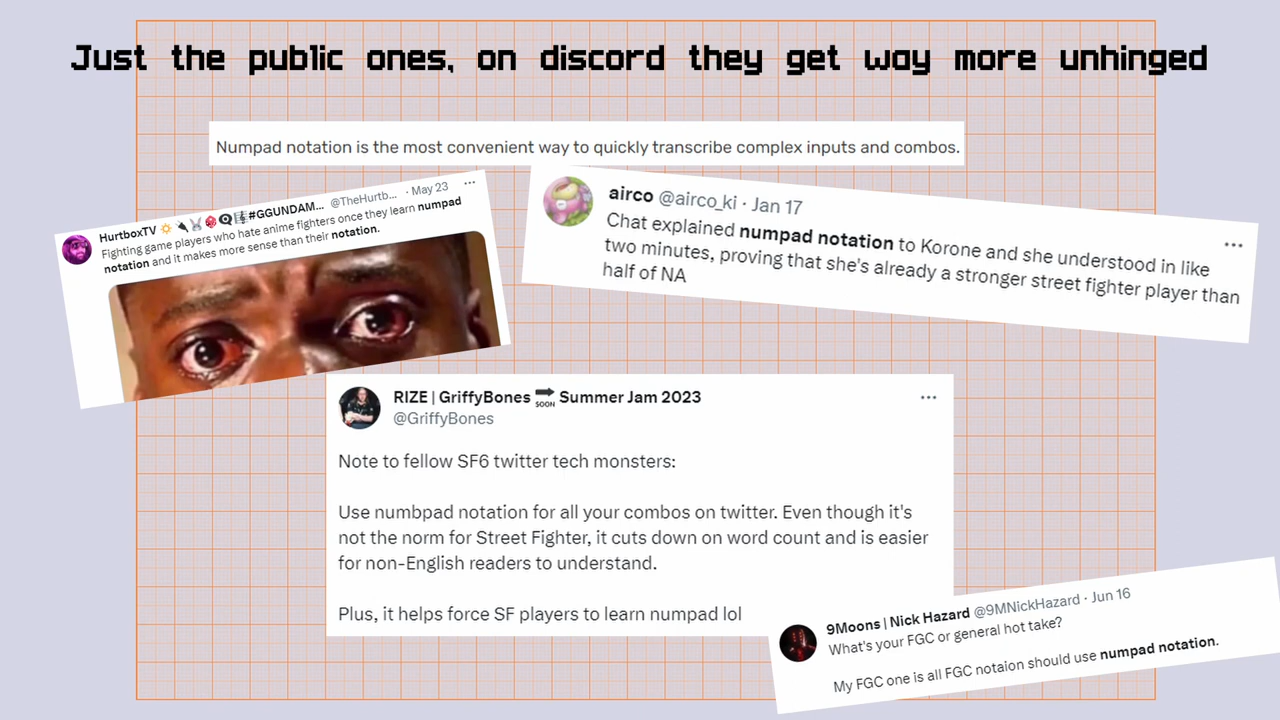 Just the public ones, on discord they get way more unhinged
Numpad notation is the most convenient way to quickly transcribe complex inputs and combos.
HurtboxTV #GGUNDAM... @TheHurtb... · May 23
Fighting game players who hate anime fighters once they learn numpad
notation and it makes more sense than their notation.
airco @airco_ki · Jan 17
Chat explained numpad notation to Korone and she understood in like
two minutes, proving that she's already a stronger street fighter player than
half of NA
RIZE | GriffyBones SOON Summer Jam 2023
@GriffyBones
Note to fellow SF6 twitter tech monsters:
Use numbpad notation for all your combos on twitter. Even though it's
not the norm for Street Fighter, it cuts down on word count and is easier
for non-English readers to understand.
Plus, it helps force SF players to learn numpad lol
9Moons | Nick Hazard @9MNickHazard · Jun 16
What's your FGC or general hot take?
My FGC one is all FGC notaion should use numpad notation.